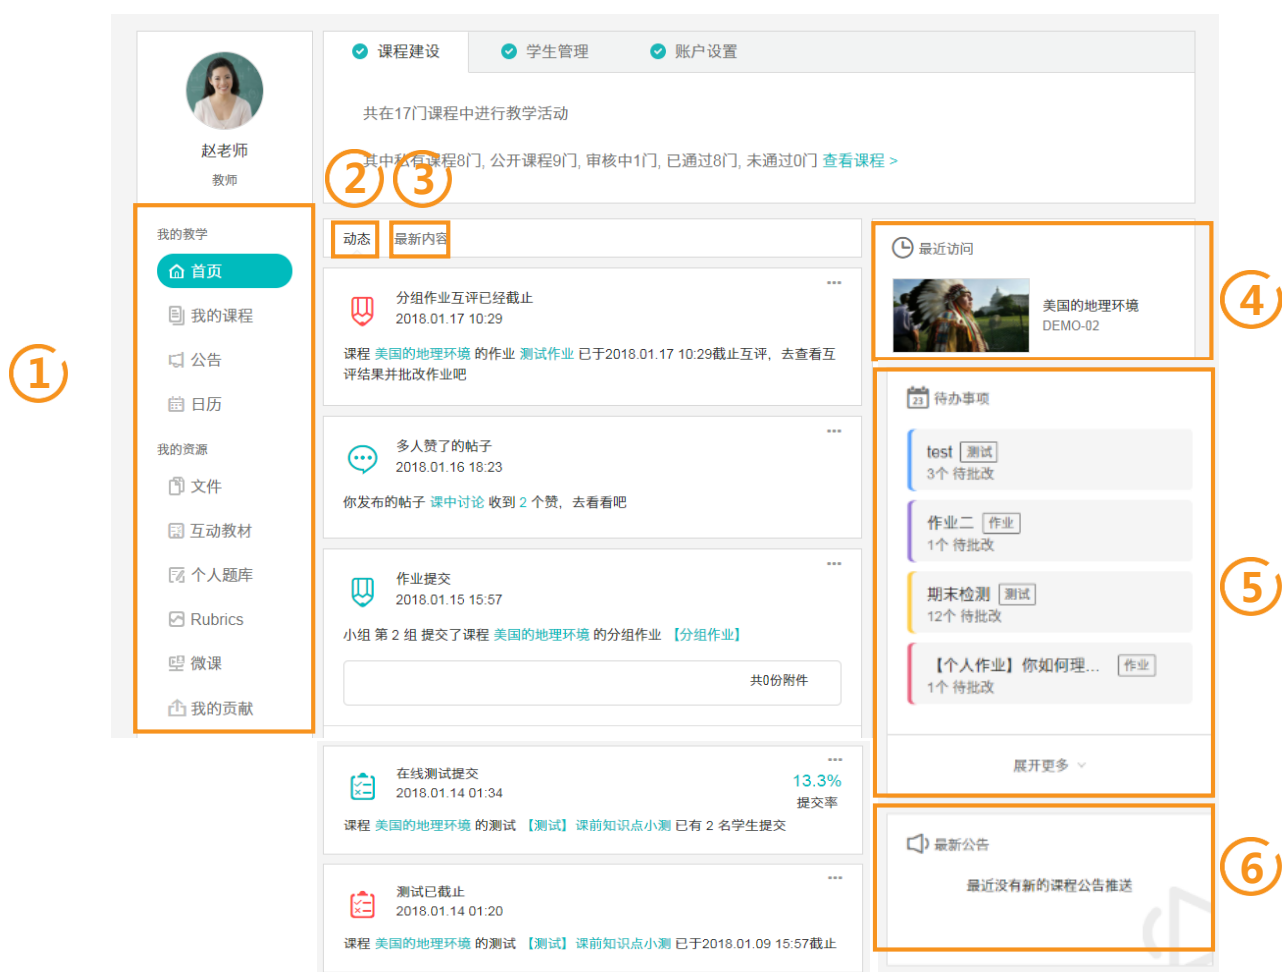 赵老师
教师
课程建设
学生管理
账户设置
共在17门课程中进行教学活动
其中私有课程8门, 公开课程9门, 审核中1门, 已通过8门, 未通过0门 查看课程 >
①
我的教学
首页
我的课程
公告
日历
我的资源
文件
互动教材
个人题库
Rubrics
微课
我的贡献
② ③
动态 最新内容
分组作业互评已经截止
2018.01.17 10:29
课程 美国的地理环境 的作业 测试作业 已于2018.01.17 10:29截止互评，去查看互
评结果并批改作业吧
多人赞了的帖子
2018.01.16 18:23
你发布的帖子 课中讨论 收到 2 个赞，去看看吧
作业提交
2018.01.15 15:57
小组 第 2 组 提交了课程 美国的地理环境 的分组作业 【分组作业】
共0份附件
在线测试提交
2018.01.14 01:34
13.3%
提交率
课程 美国的地理环境 的测试 【测试】课前知识点小测 已有 2 名学生提交
测试已截止
2018.01.14 01:20
课程 美国的地理环境 的测试 【测试】课前知识点小测 已于2018.01.09 15:57截止
最近访问
美国的地理环境
DEMO-02
④
23 待办事项
test 测试
3个 待批改
作业二 作业
1个 待批改
期末检测 测试
12个 待批改
【个人作业】你如何理... 作业
1个 待批改
展开更多
⑤
最新公告
最近没有新的课程公告推送
⑥